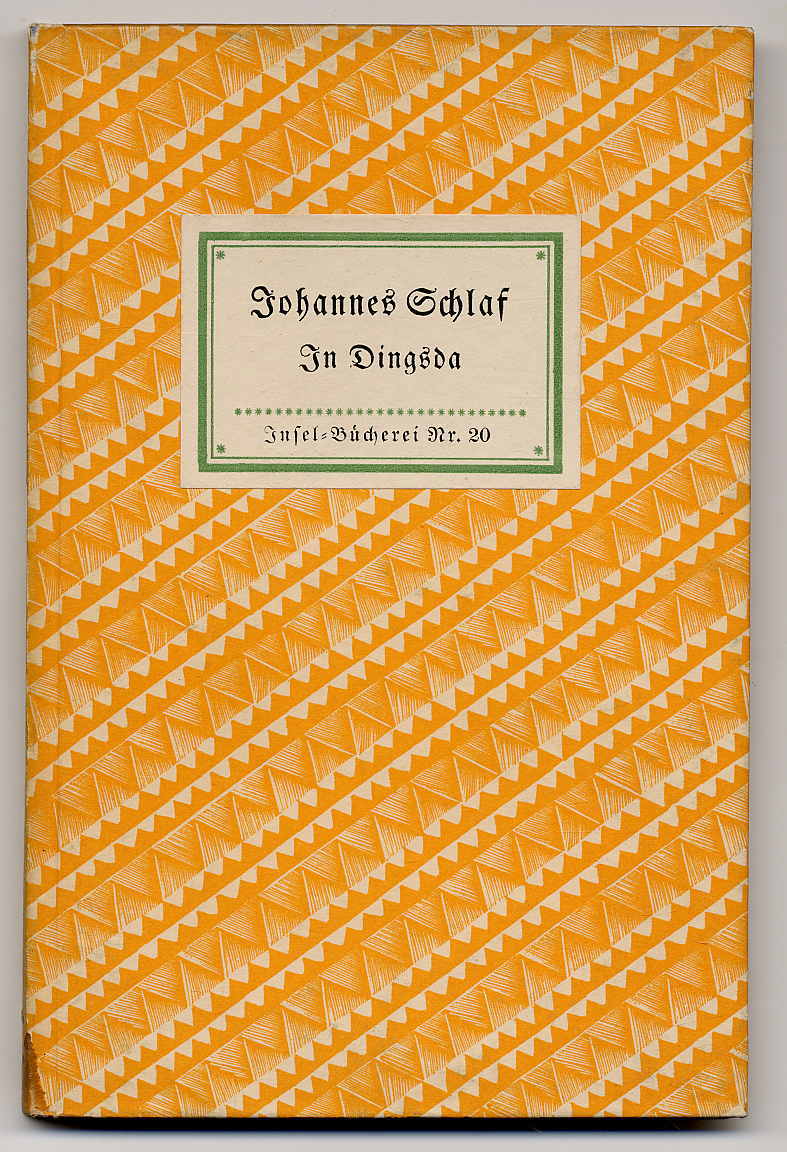 Johannes Schlaf
In Dingsda
Inſel-Bücherei Nr. 20